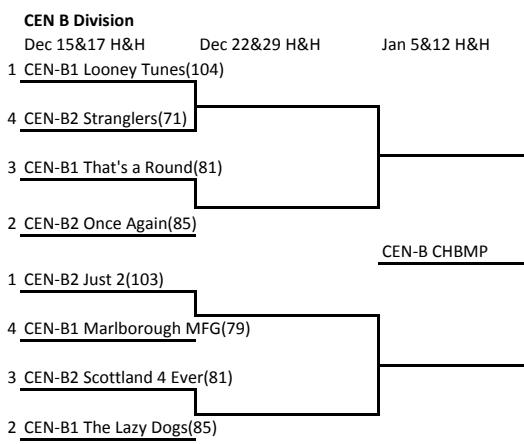 CEN B Division
Dec 15&17 H&H Dec 22&29 H&H Jan 5&12 H&H
1 CEN-B1 Looney Tunes(104)
4 CEN-B2 Stranglers(71)
3 CEN-B1 That's a Round(81)
2 CEN-B2 Once Again(85)
CEN-B CHBMP
1 CEN-B2 Just 2(103)
4 CEN-B1 Marlborough MFG(79)
3 CEN-B2 Scottland 4 Ever(81)
2 CEN-B1 The Lazy Dogs(85)